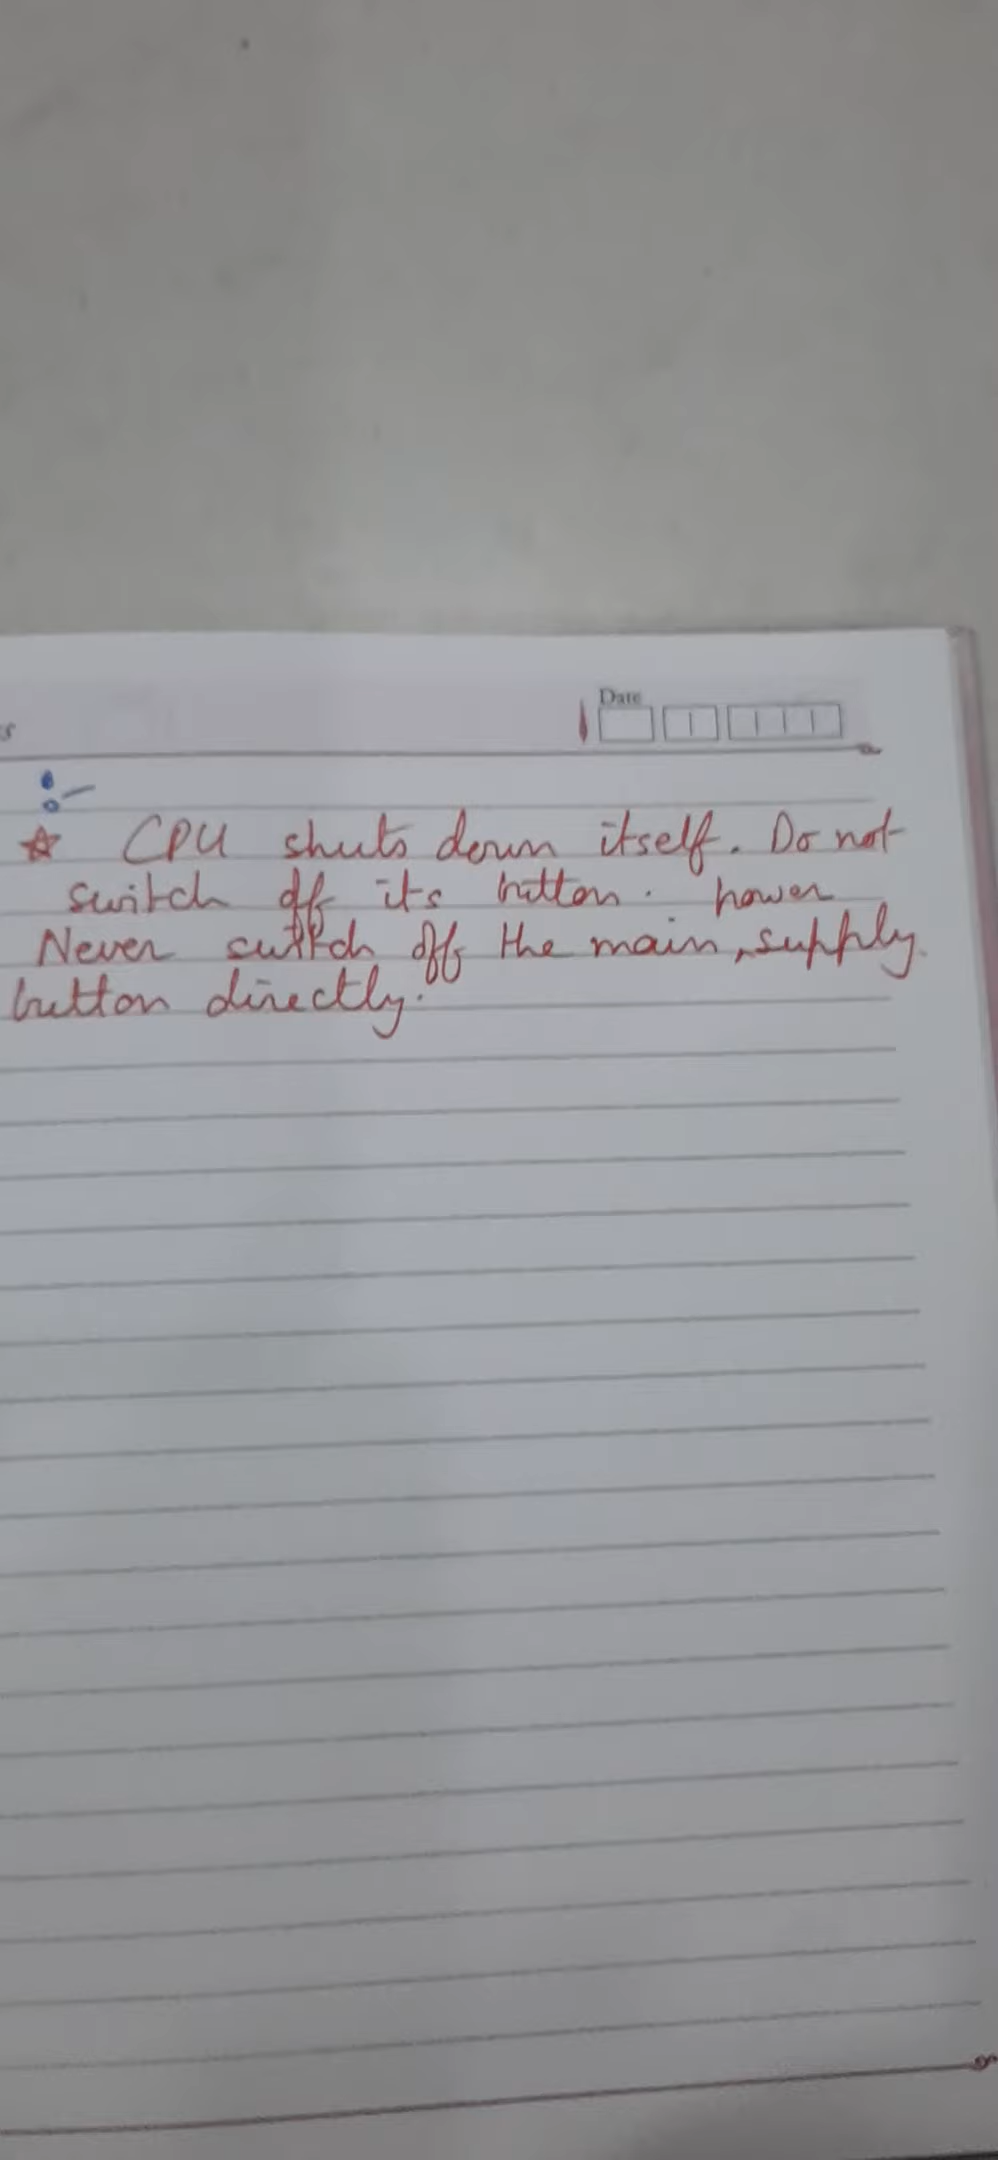 s
Date
:-
☆ CPU shuts down itself. Do not
switch off its button.
power
Never switch off the main, supply.
button directly.